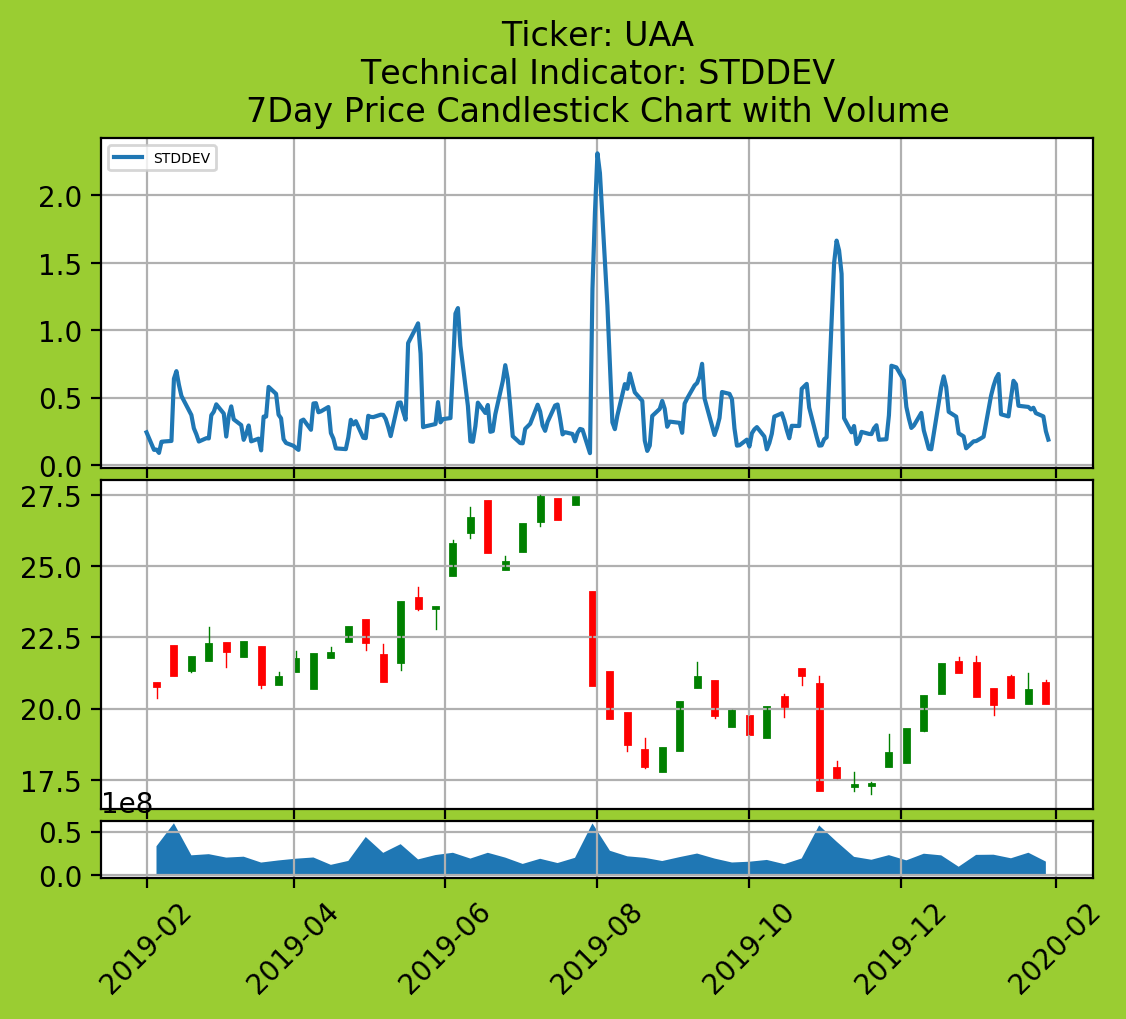 Ticker: UAA
Technical Indicator: STDDEV
7Day Price Candlestick Chart with Volume
STDDEV
2.0
1.5
1.0
0.5
0.0
27.5
25.0
22.5
20.0
17.5
1e8
0.5
0.0
2019-02 2019-04 2019-06 2019-08 2019-10 2019-12 2020-02